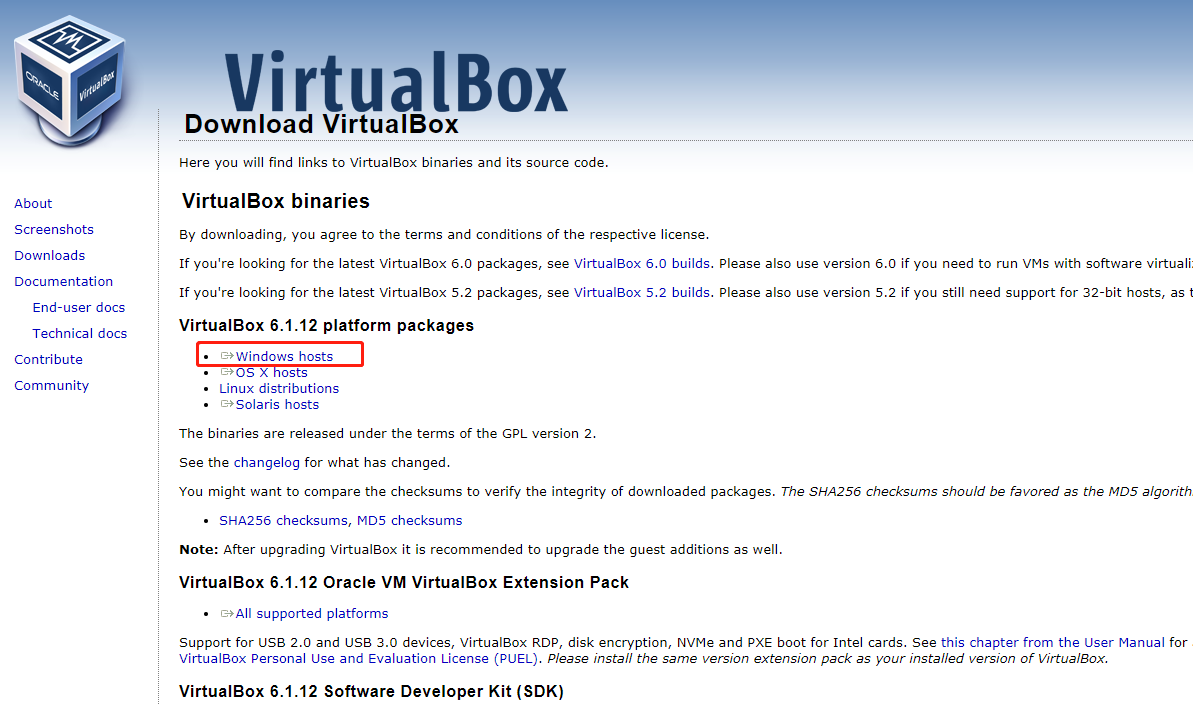 ORACLE
VirtualBox
VirtualBox
Download VirtualBox
Here you will find links to VirtualBox binaries and its source code.
About
Screenshots
Downloads
Documentation
End-user docs
Technical docs
Contribute
Community
VirtualBox binaries
By downloading, you agree to the terms and conditions of the respective license.
If you're looking for the latest VirtualBox 6.0 packages, see VirtualBox 6.0 builds. Please also use version 6.0 if you need to run VMs with software virtuali
If you're looking for the latest VirtualBox 5.2 packages, see VirtualBox 5.2 builds. Please also use version 5.2 if you still need support for 32-bit hosts, as t
VirtualBox 6.1.12 platform packages
• Windows hosts
• OS X hosts
• Linux distributions
• Solaris hosts
The binaries are released under the terms of the GPL version 2.
See the changelog for what has changed.
You might want to compare the checksums to verify the integrity of downloaded packages. The SHA256 checksums should be favored as the MD5 algorith
• SHA256 checksums, MD5 checksums
Note: After upgrading VirtualBox it is recommended to upgrade the guest additions as well.
VirtualBox 6.1.12 Oracle VM VirtualBox Extension Pack
• All supported platforms
Support for USB 2.0 and USB 3.0 devices, VirtualBox RDP, disk encryption, NVMe and PXE boot for Intel cards. See this chapter from the User Manual for
VirtualBox Personal Use and Evaluation License (PUEL). Please install the same version extension pack as your installed version of VirtualBox.
VirtualBox 6.1.12 Software Developer Kit (SDK)